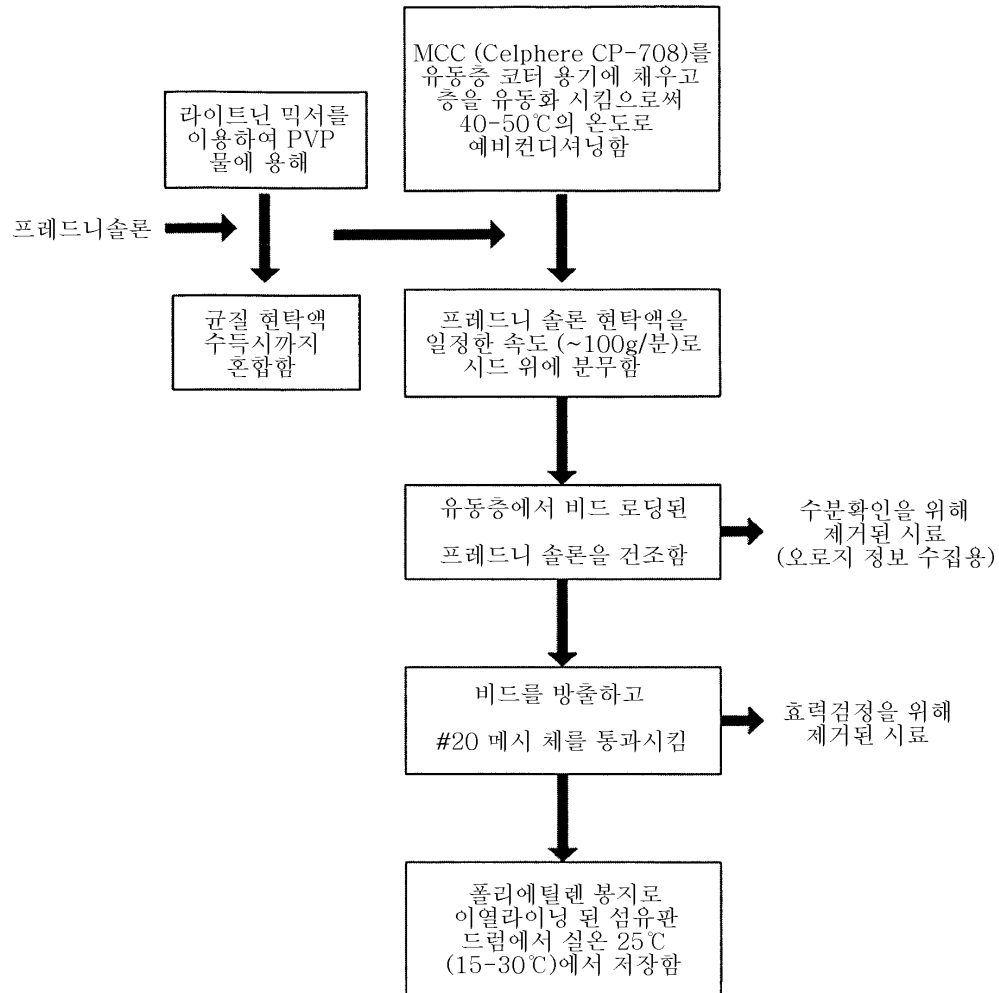 MCC (Celphere CP-708)를
유동층 코터 용기에 채우고
층을 유동화 시킴으로써
40-50℃의 온도로
예비컨디셔닝함
라이트닌 믹서를
이용하여 PVP
물에 용해
프레드니솔론
균질 현탁액
수득시까지
혼합함
프레드니 솔론 현탁액을
일정한 속도 (~100g/분)로
시드 위에 분무함
유동층에서 비드 로딩된
프레드니 솔론을 건조함
수분확인을 위해
제거된 시료
(오로지 정보 수집용)
비드를 방출하고
#20 메시 체를 통과시킴
효력검정을 위해
제거된 시료
폴리에틸렌 봉지로
이열라이닝 된 섬유판
드럼에서 실온 25℃
(15-30℃)에서 저장함